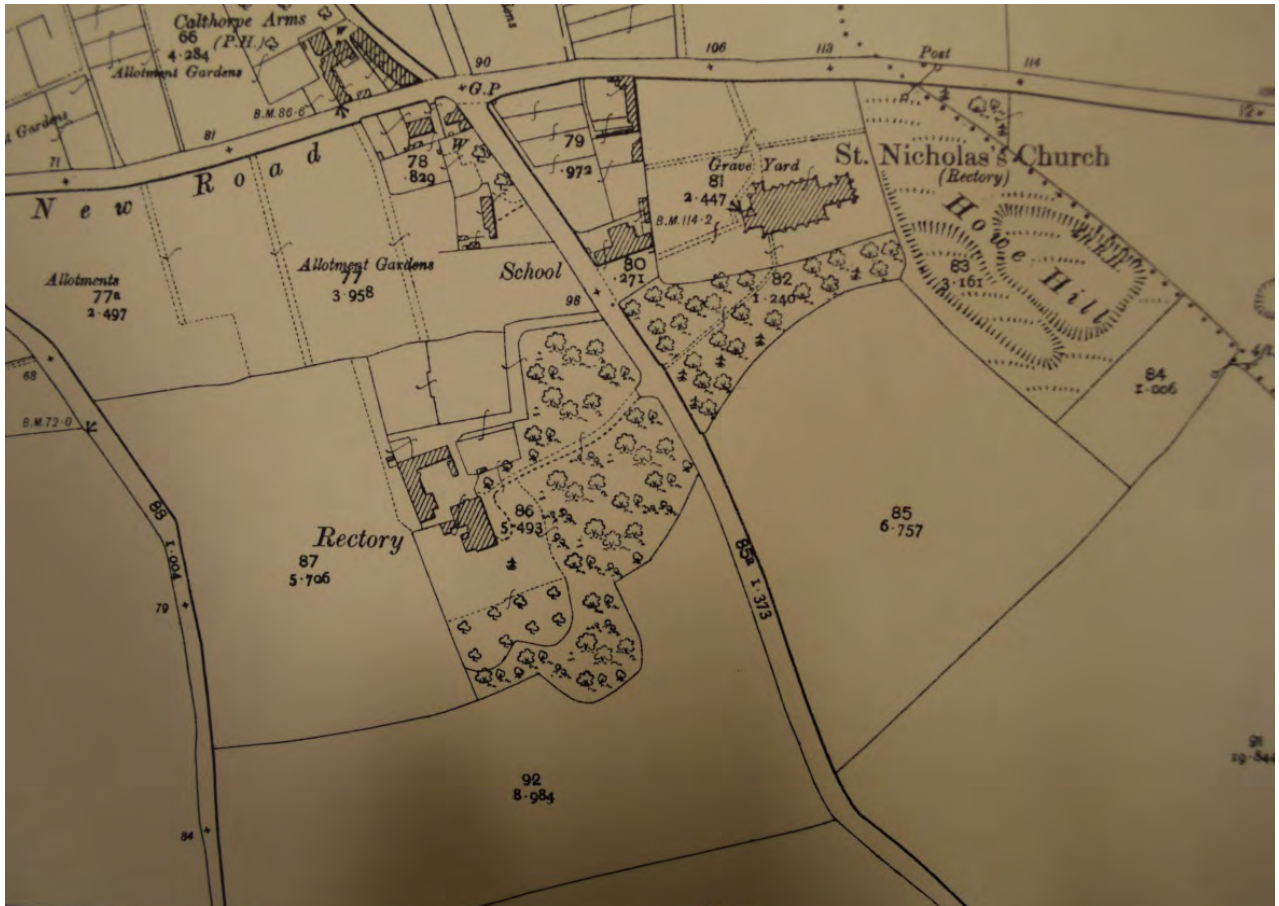 Calthorpe Arms
(P.H.)
66
4·284
Allotment Gardens
W
Gardens
81
B.M. 86·6
71
New Road
90
G.P
106
113
Post
114
78
·829
W
79
·972
Grave Yard
81
2·447
B.M. 114·2
St. Nicholas's Church
(Rectory)
Howe Hill
83
3·161
84
1·006
Allotments
77a
2·497
Allotment Gardens
77
3·958
School
80
·271
98
82
1·240
68
B.M. 72·0
88
1·004
79
84
Rectory
87
5·706
86
5·493
85
6·757
85a 1·373
92
8·984
91